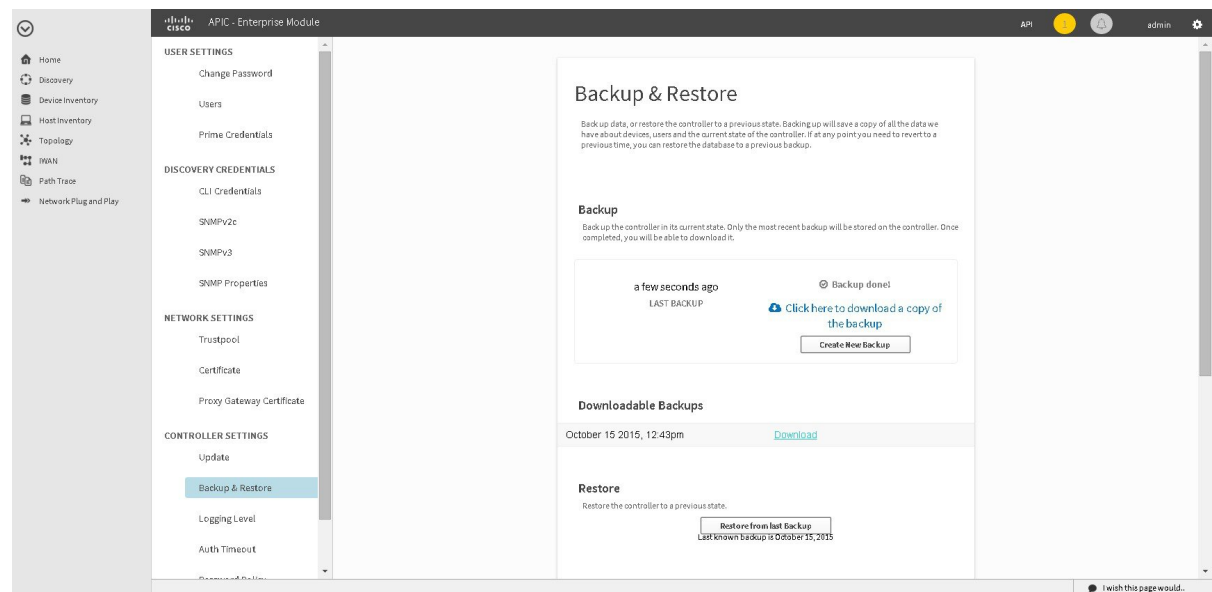 CISCO APIC - Enterprise Module
API
admin
Home
Discovery
Device Inventory
Host Inventory
Topology
IWAN
Path Trace
Network Plug and Play
USER SETTINGS
Change Password
Users
Prime Credentials
DISCOVERY CREDENTIALS
CLI Credentials
SNMPv2c
SNMPv3
SNMP Properties
NETWORK SETTINGS
Trustpool
Certificate
Proxy Gateway Certificate
CONTROLLER SETTINGS
Update
Backup & Restore
Logging Level
Auth Timeout
Password Policy
Backup & Restore
Back up data, or restore the controller to a previous state. Backing up will save a copy of all the data we
have about devices, users and the current state of the controller. If at any point you need to revert to a
previous time, you can restore the database to a previous backup.
Backup
Back up the controller in its current state. Only the most recent backup will be stored on the controller. Once
completed, you will be able to download it.
a few seconds ago
LAST BACKUP
Backup done!
Click here to download a copy of
the backup
Create New Backup
Downloadable Backups
October 15 2015, 12:43pm Download
Restore
Restore the controller to a previous state.
Restore from last Backup
Last known backup is October 15, 2015
I wish this page would..